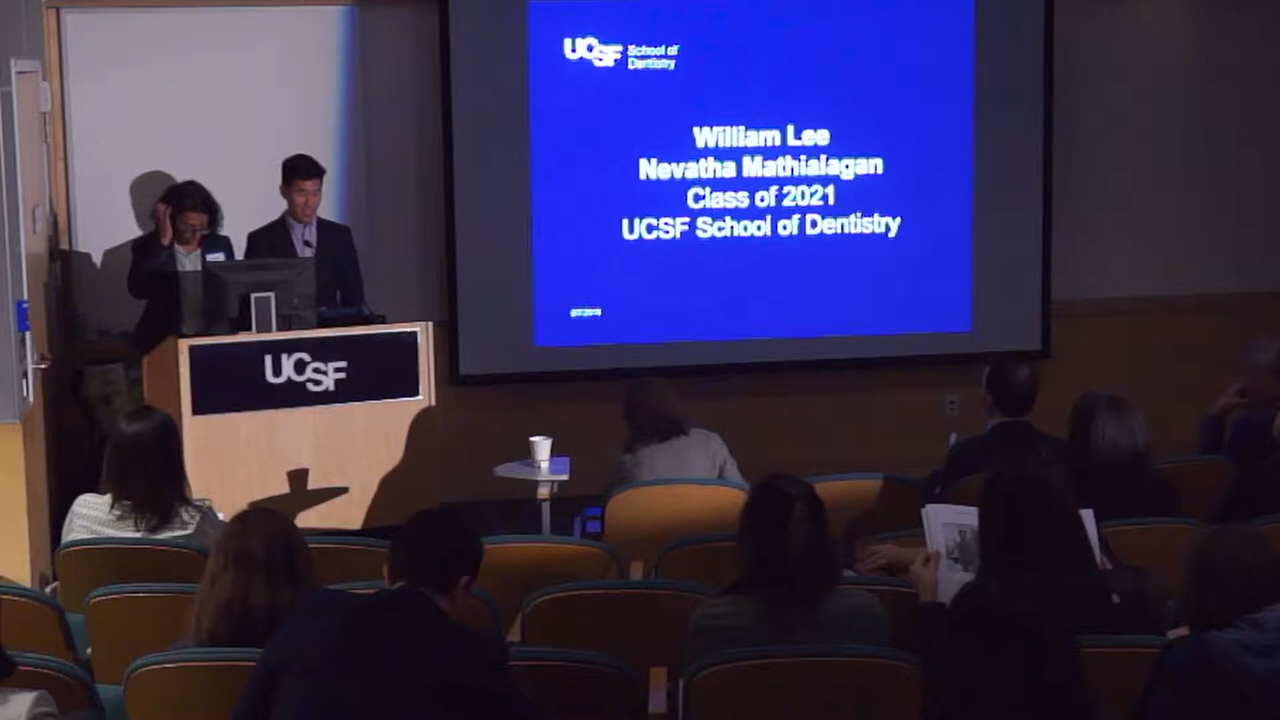 UCSF School of
Dentistry
William Lee
Nevatha Mathialagan
Class of 2021
UCSF School of Dentistry
UCSF